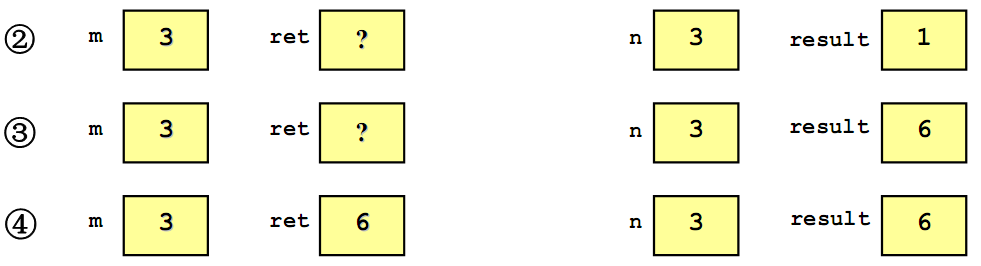 ② m 3 ret ? n 3 result 1
③ m 3 ret ? n 3 result 6
④ m 3 ret 6 n 3 result 6